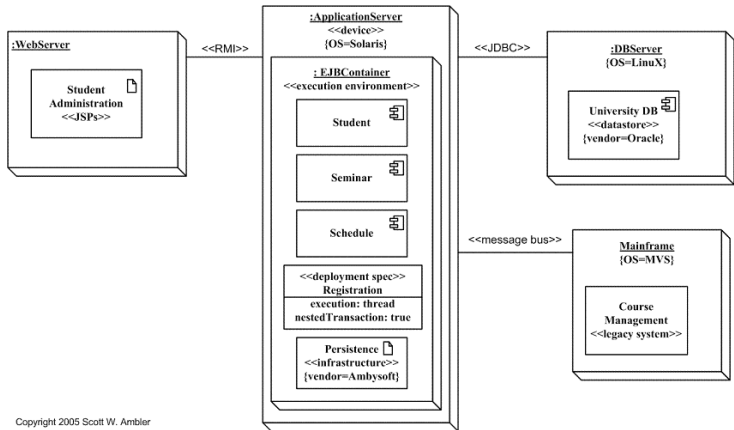 :WebServer
Student
Administration
<<JSPs>>
<<RMI>>
:ApplicationServer
<<device>>
{OS=Solaris}
: EJBContainer
<<execution environment>>
Student
Seminar
Schedule
<<deployment spec>>
Registration
execution: thread
nestedTransaction: true
Persistence
<<infrastructure>>
{vendor=Ambysoft}
<<JDBC>>
:DBServer
{OS=LinuX}
University DB
<<datastore>>
{vendor=Oracle}
<<message bus>>
Mainframe
{OS=MVS}
Course
Management
<<legacy system>>
Copyright 2005 Scott W. Ambler